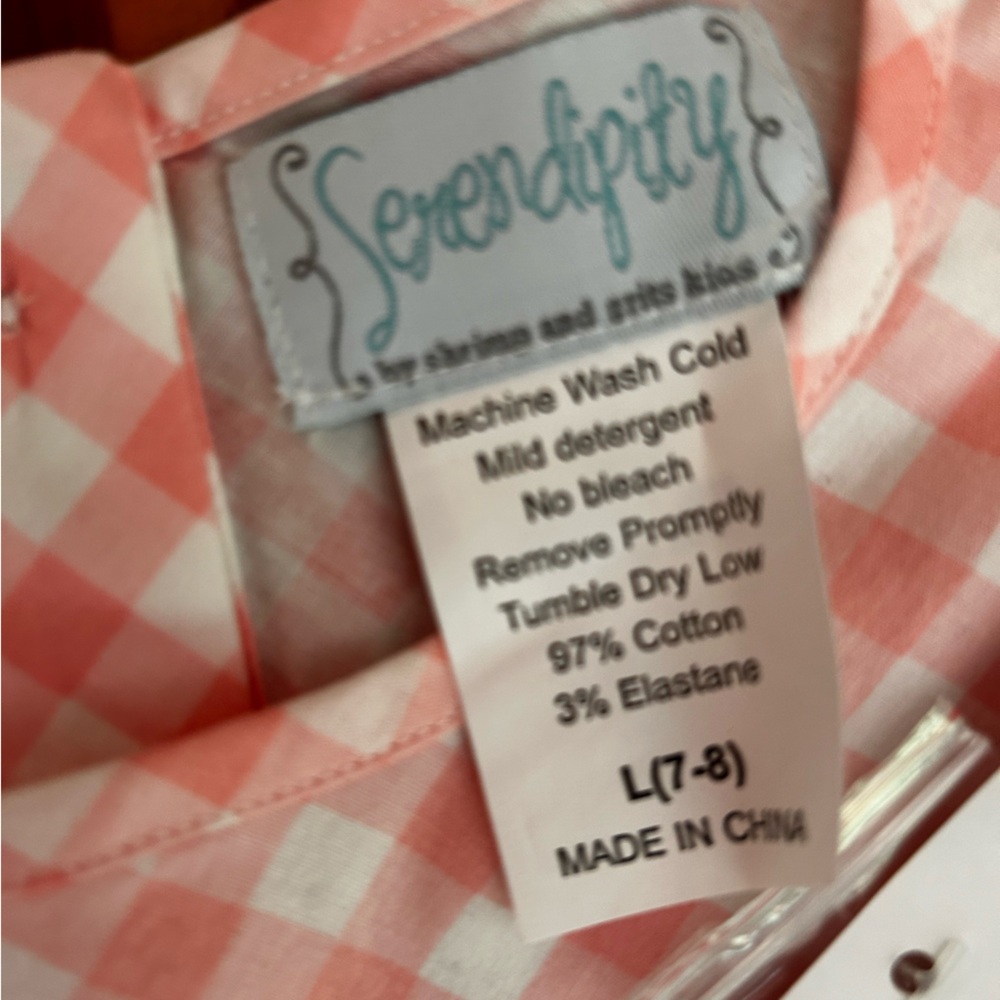 Serendipity
by shrimp and grits kids
Machine Wash Cold
Mild detergent
No bleach
Remove Promptly
Tumble Dry Low
97% Cotton
3% Elastane
L(7-8)
MADE IN CHINA